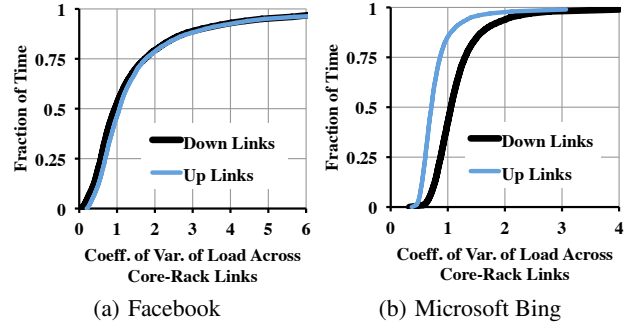 Fraction of Time
1
0.75
0.5
0.25
0
Down Links
Up Links
0 1 2 3 4 5 6
Coeff. of Var. of Load Across
Core-Rack Links
(a) Facebook
Fraction of Time
1
0.75
0.5
0.25
0
Down Links
Up Links
0 1 2 3 4
Coeff. of Var. of Load Across
Core-Rack Links
(b) Microsoft Bing